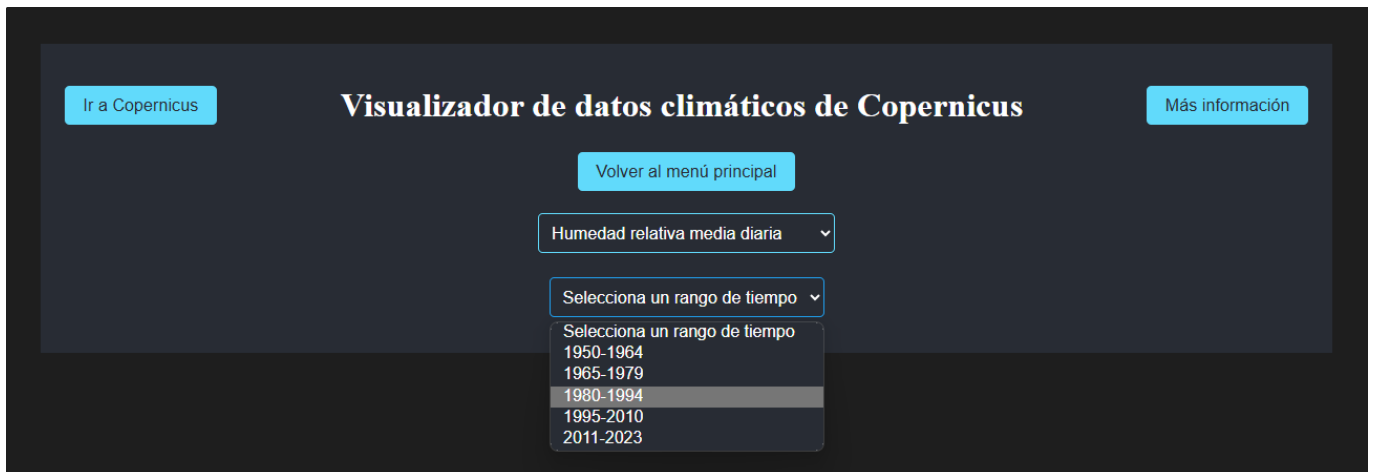 Ir a Copernicus
Visualizador de datos climáticos de Copernicus
Más información
Volver al menú principal
Humedad relativa media diaria
Selecciona un rango de tiempo
Selecciona un rango de tiempo
1950-1964
1965-1979
1980-1994
1995-2010
2011-2023